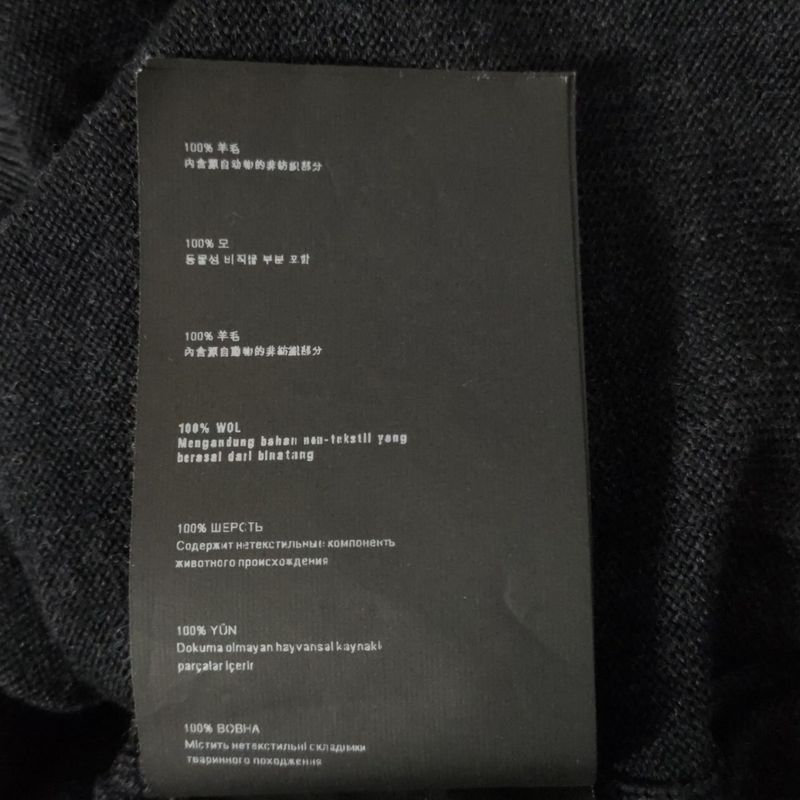 100% 羊毛
內含源自动物的非紡织部分
100% 모
동물성 비직물 부분 포함
100% 羊毛
內含源自動物的非紡織部分
100% WOL
Mengandung bahan non-tekstil yang
berasal dari binatang
100% ШЕРСТЬ
Содержит нетекстильные компоненть
животного происхождения
100% YÜN
Dokuma olmayan hayvansal kaynaklı
parçalar içerir
100% ВОВНА
Містить нетекстильні складники
тваринного походження